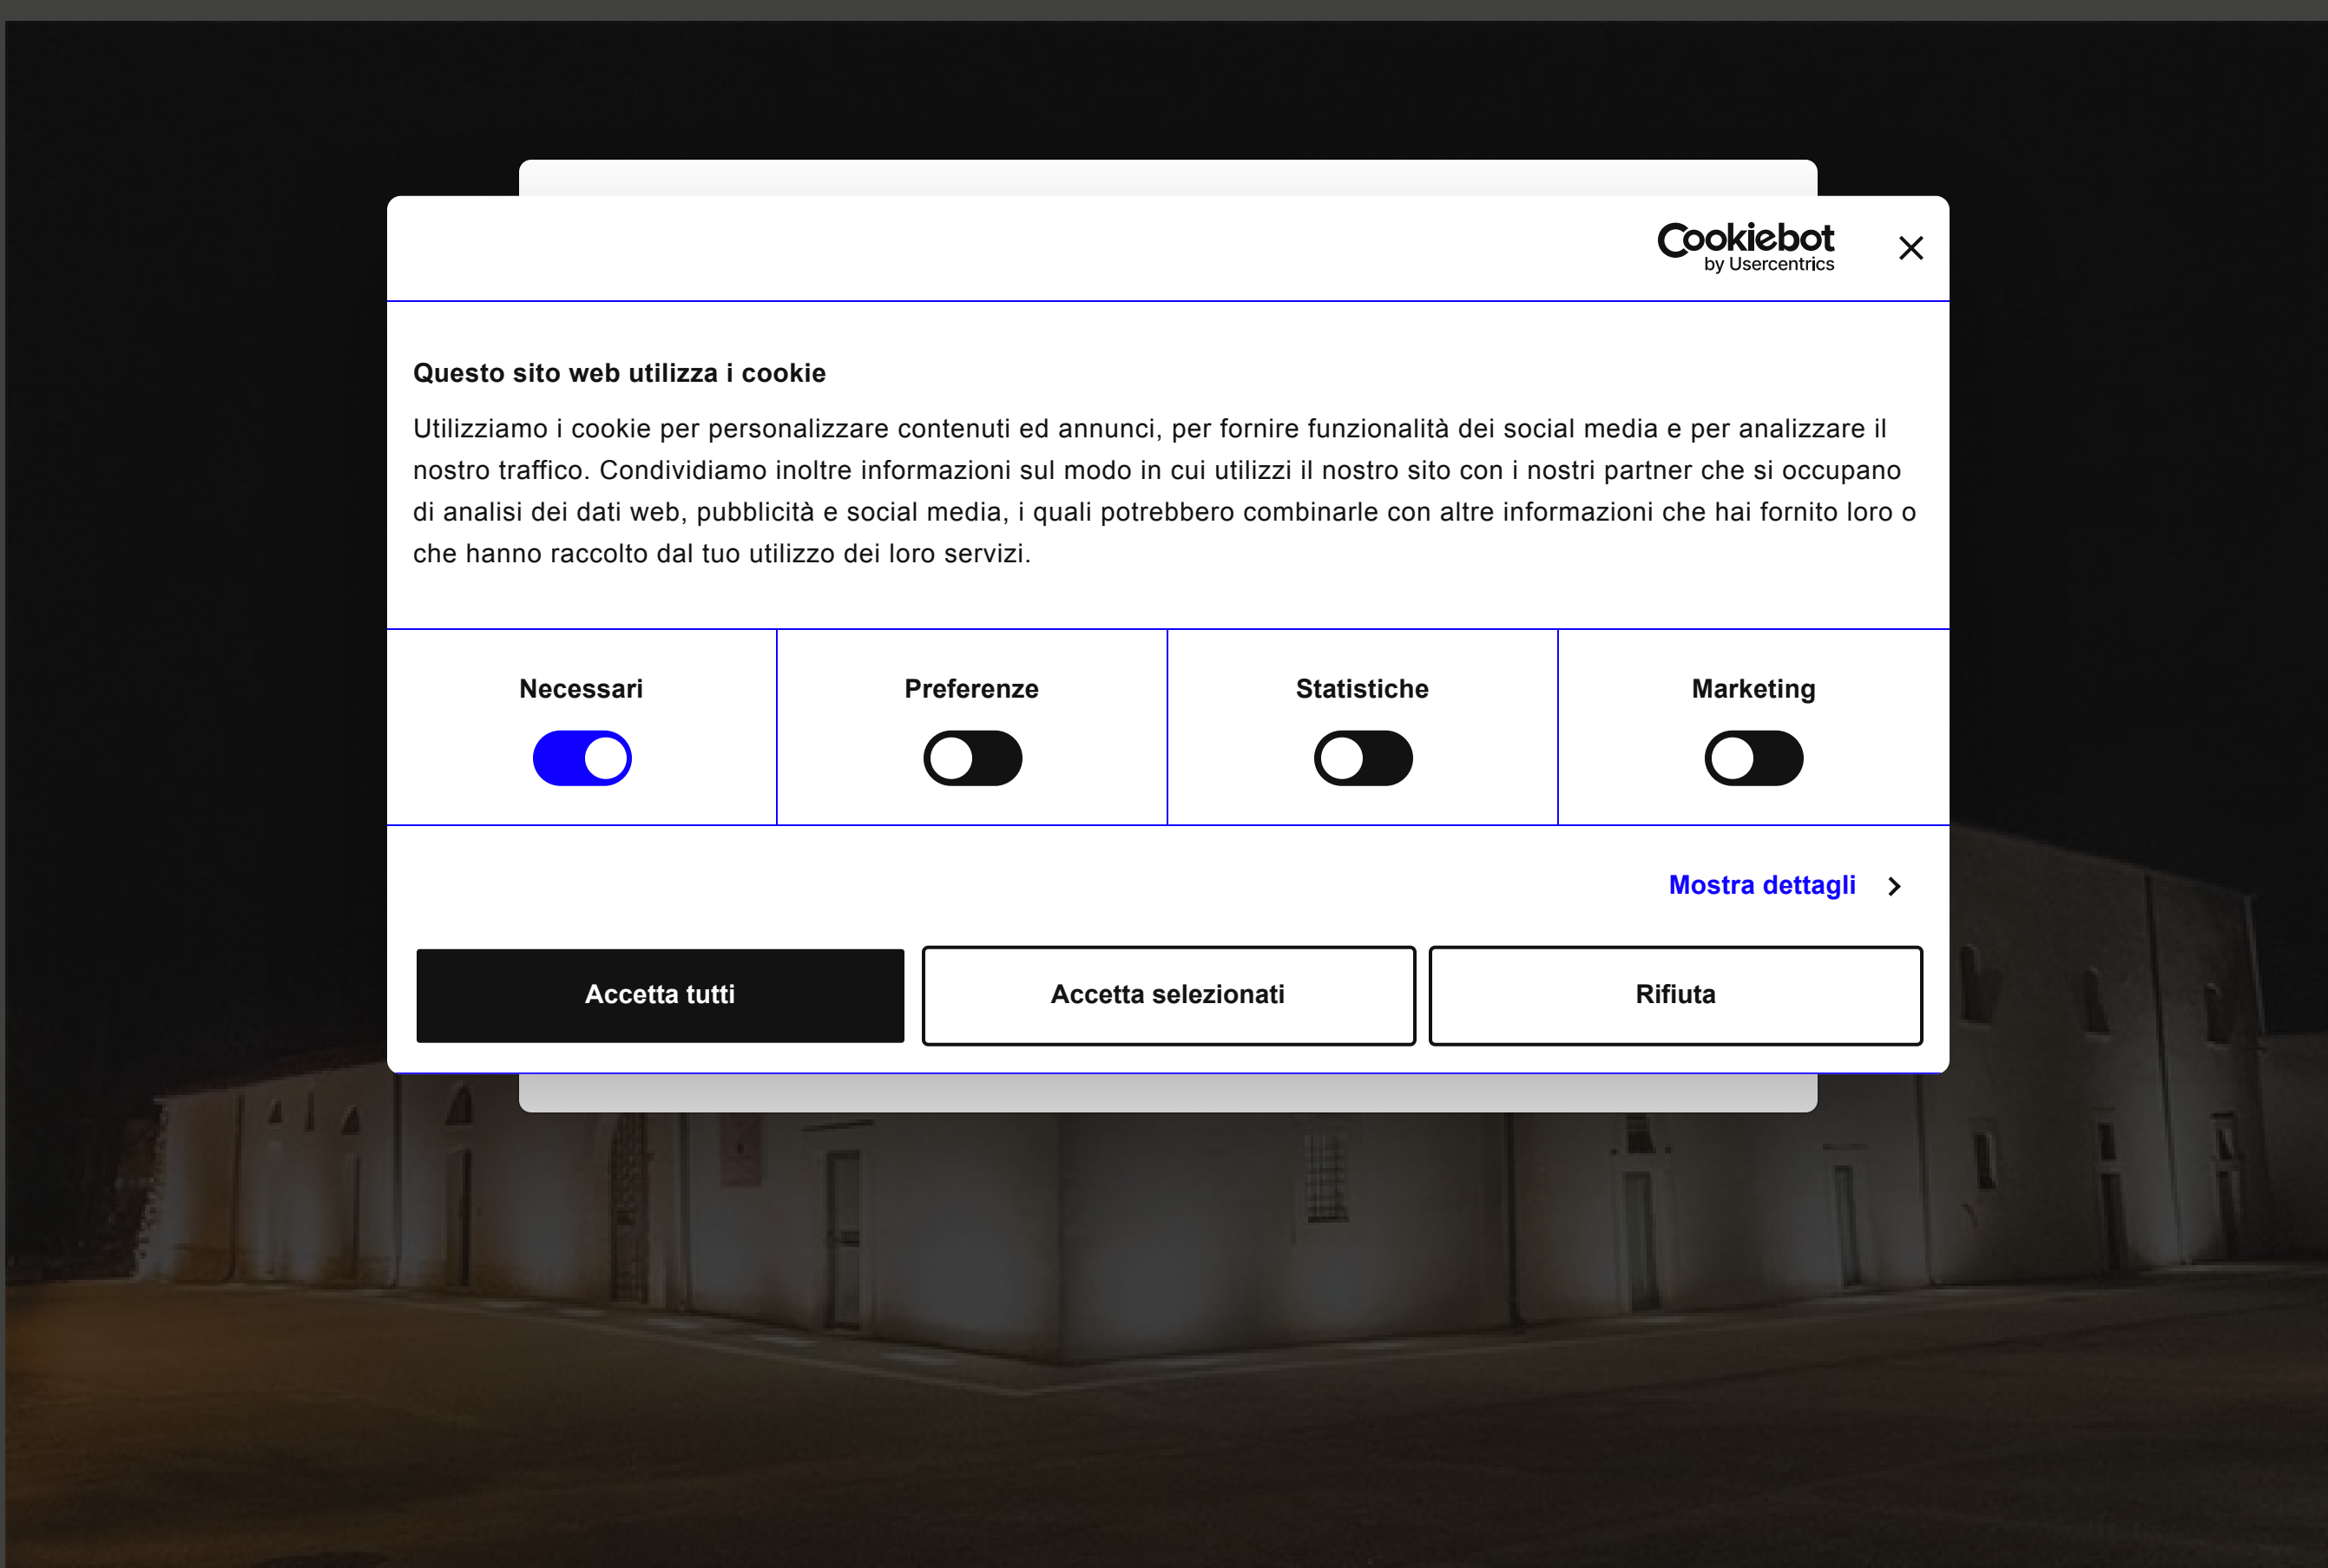 Cookiebot
by Usercentrics
Questo sito web utilizza i cookie
Utilizziamo i cookie per personalizzare contenuti ed annunci, per fornire funzionalità dei social media e per analizzare il
nostro traffico. Condividiamo inoltre informazioni sul modo in cui utilizzi il nostro sito con i nostri partner che si occupano
di analisi dei dati web, pubblicità e social media, i quali potrebbero combinarle con altre informazioni che hai fornito loro o
che hanno raccolto dal tuo utilizzo dei loro servizi.
Necessari Preferenze Statistiche Marketing
Mostra dettagli
Accetta tutti Accetta selezionati Rifiuta